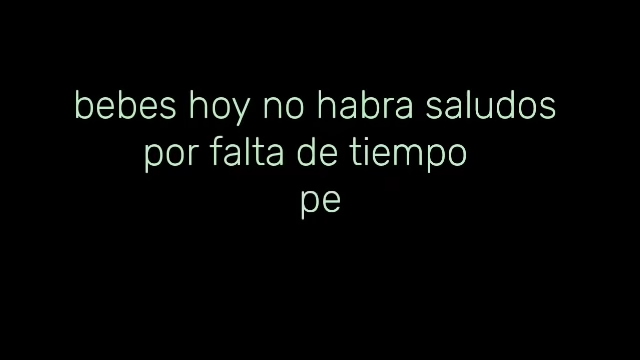 bebes hoy no habra saludos
por falta de tiempo
pe